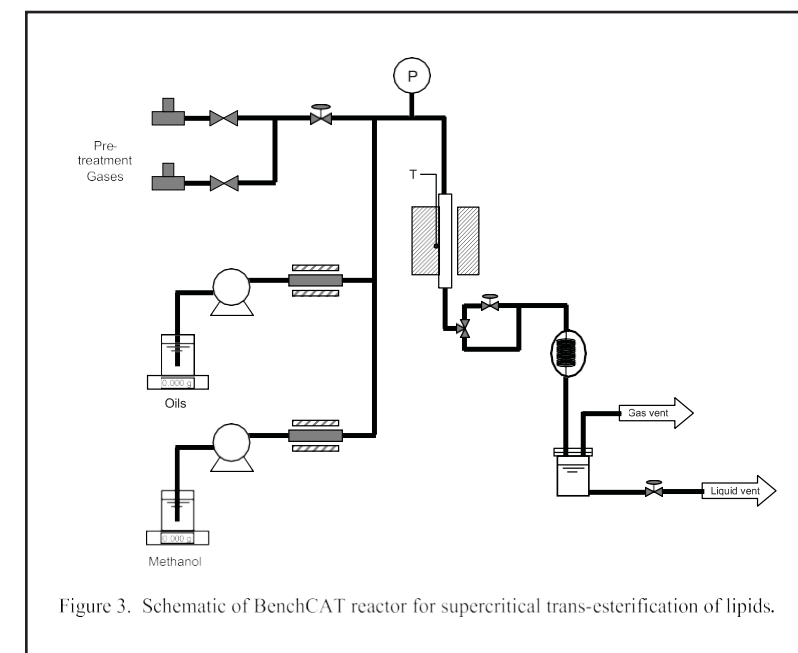 P
Pre-
treatment
Gases
T
0.000 g
Oils
Gas vent
Liquid vent
0.000 g
Methanol
Figure 3. Schematic of BenchCAT reactor for supercritical trans-esterification of lipids.